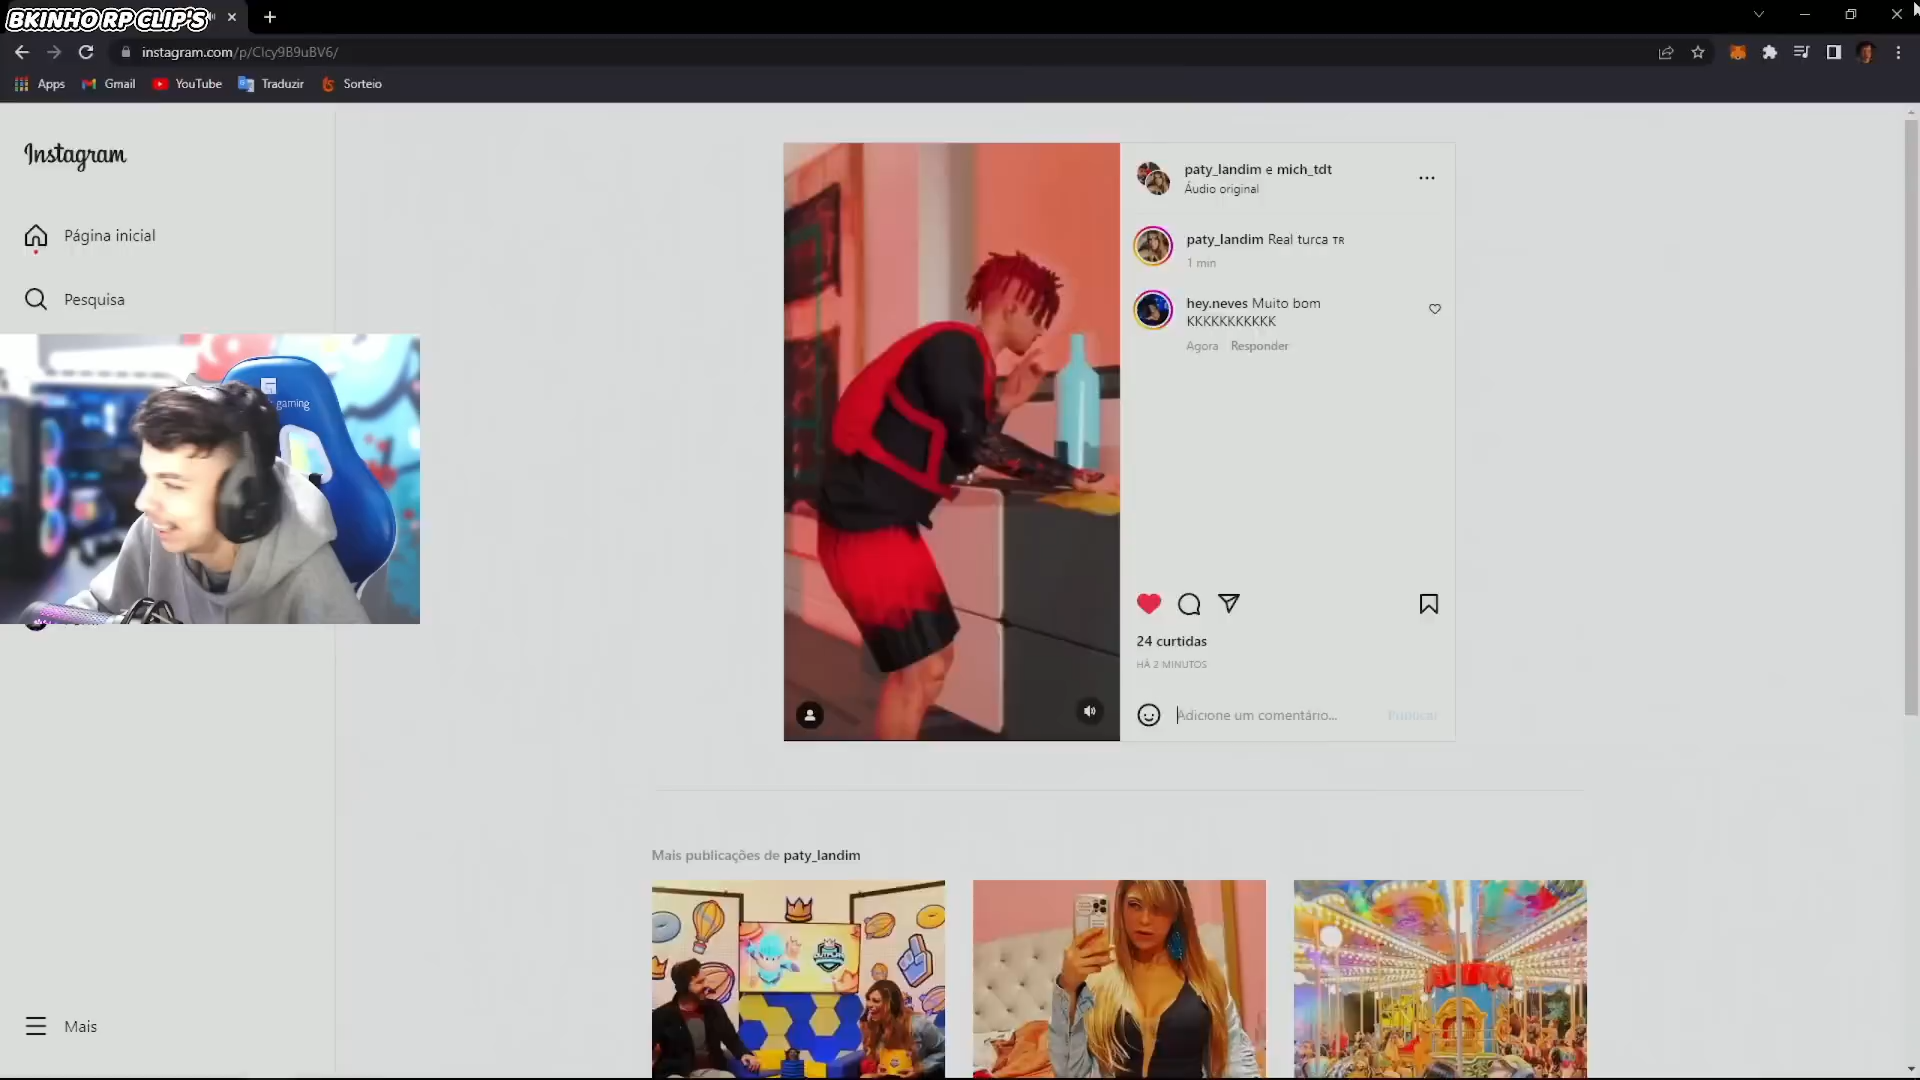 BKINHO RP CLIP'S
instagram.com/p/Clcy9B9uBV6/
Apps
Gmail
YouTube
Traduzir
Sorteio
Instagram
Página inicial
Pesquisa
gaming
Mais
paty_landim e mich_tdt
Áudio original
paty_landim Real turca TR
1 min
hey.neves Muito bom
KKKKKKKKKKK
Agora Responder
24 curtidas
HÁ 2 MINUTOS
Adicione um comentário... Publicar
Mais publicações de paty_landim